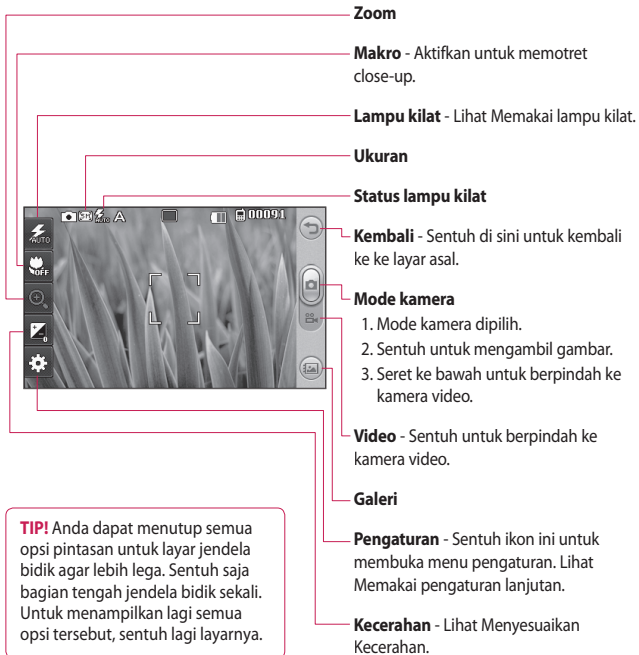 Zoom
Makro - Aktifkan untuk memotret
close-up.
Lampu kilat - Lihat Memakai lampu kilat.
Ukuran
Status lampu kilat
AUTO
5M AUTO A 00091
OFF
0
Kembali - Sentuh di sini untuk kembali
ke ke layar asal.
Mode kamera
1. Mode kamera dipilih.
2. Sentuh untuk mengambil gambar.
3. Seret ke bawah untuk berpindah ke
kamera video.
Video - Sentuh untuk berpindah ke
kamera video.
Galeri
Pengaturan - Sentuh ikon ini untuk
membuka menu pengaturan. Lihat
Memakai pengaturan lanjutan.
Kecerahan - Lihat Menyesuaikan
Kecerahan.
TIP! Anda dapat menutup semua
opsi pintasan untuk layar jendela
bidik agar lebih lega. Sentuh saja
bagian tengah jendela bidik sekali.
Untuk menampilkan lagi semua
opsi tersebut, sentuh lagi layarnya.